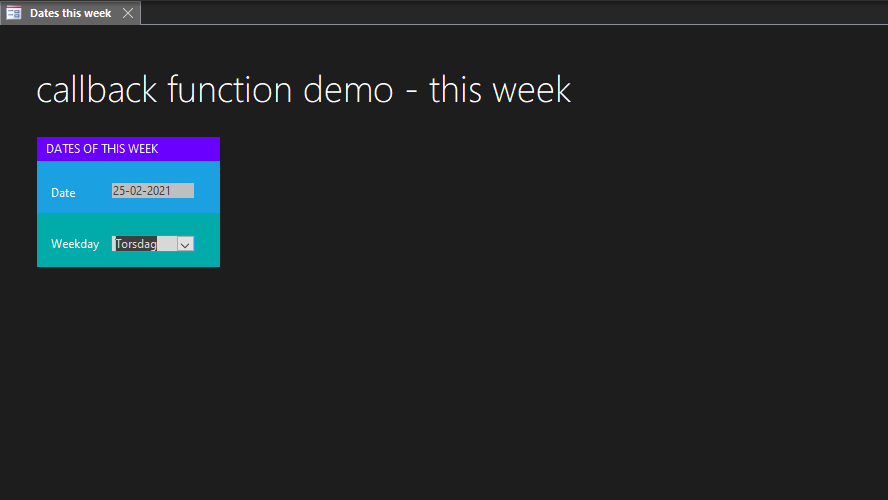 Dates this week
callback function demo - this week
DATES OF THIS WEEK
Date 25-02-2021
Weekday Torsdag